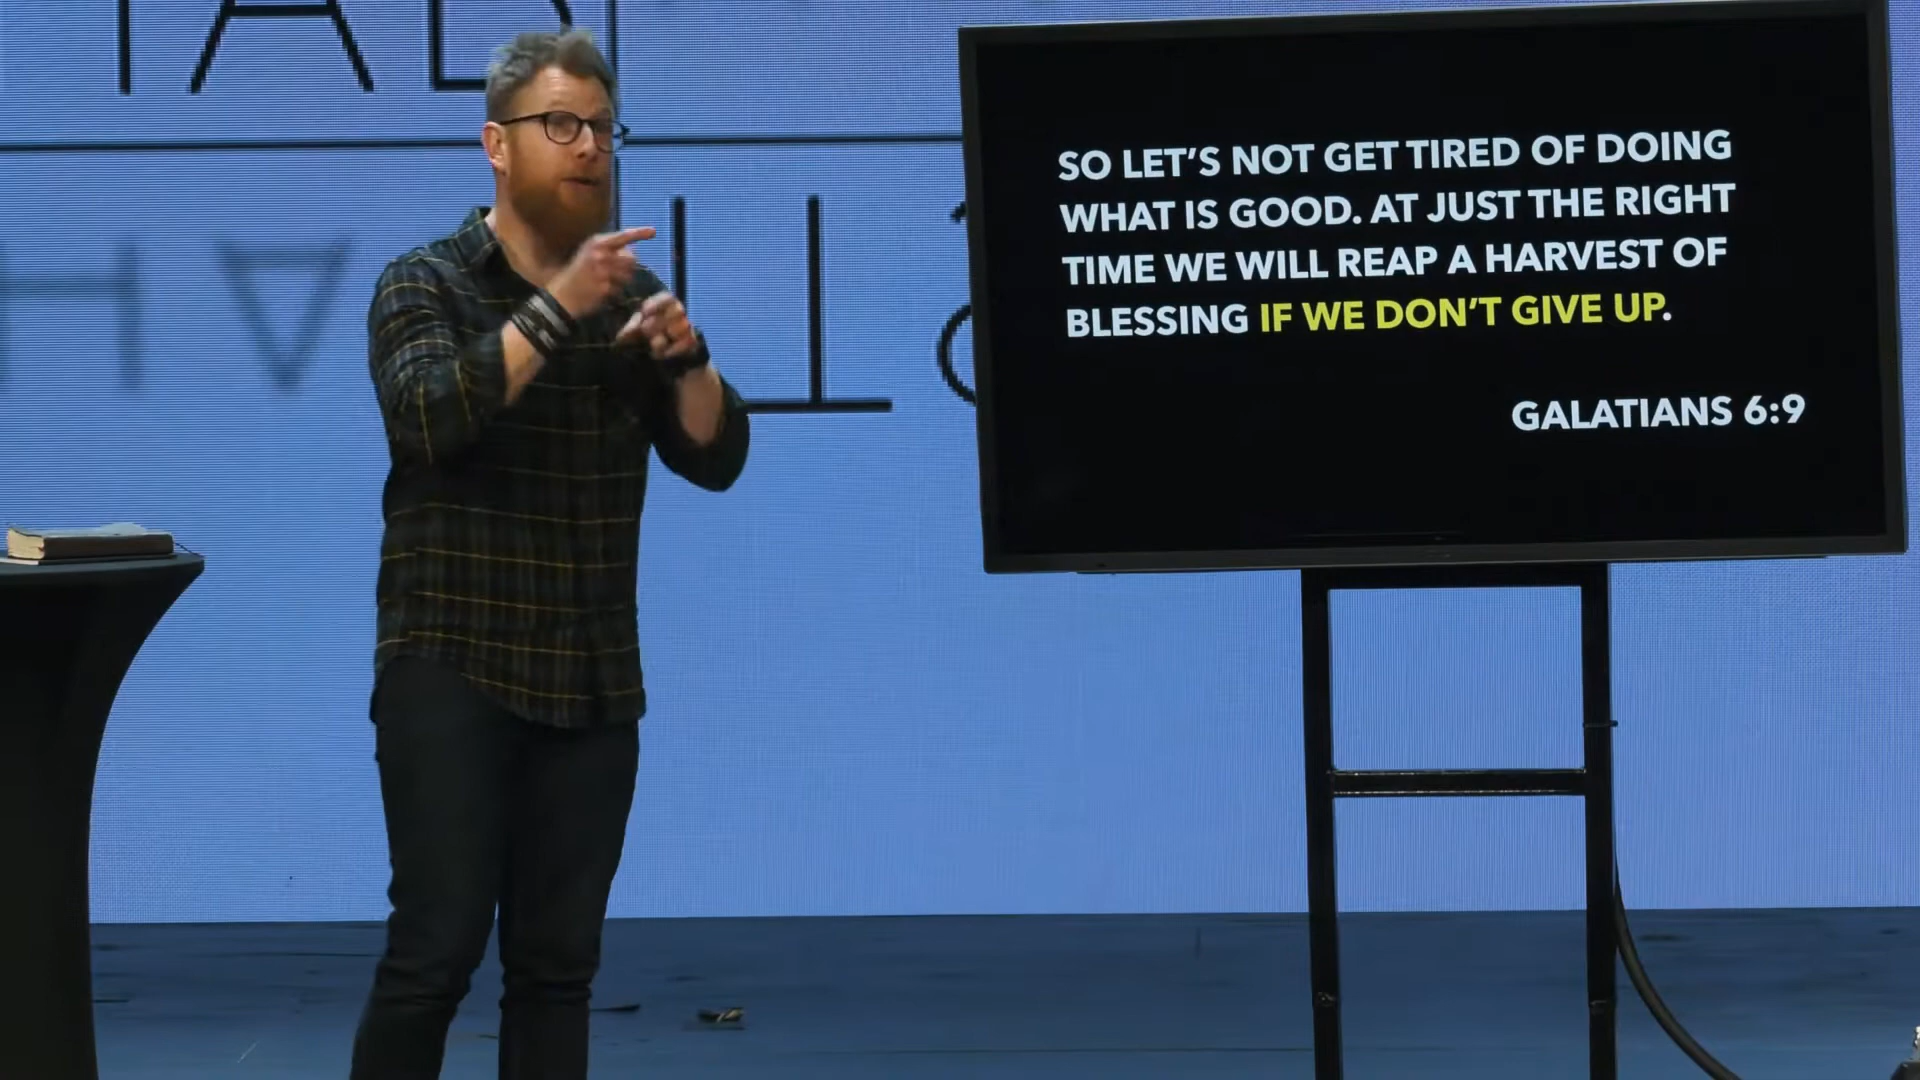 SO LET'S NOT GET TIRED OF DOING
WHAT IS GOOD. AT JUST THE RIGHT
TIME WE WILL REAP A HARVEST OF
BLESSING IF WE DON'T GIVE UP.
GALATIANS 6:9